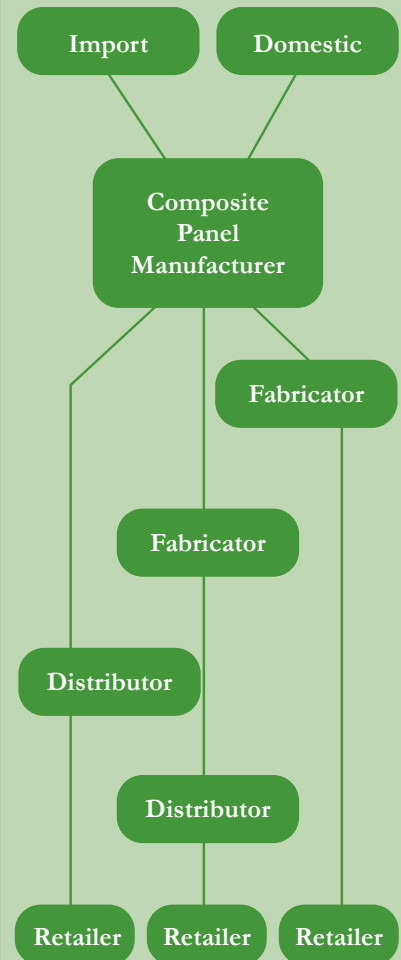 Import
Domestic
Composite
Panel
Manufacturer
Fabricator
Fabricator
Distributor
Distributor
Retailer
Retailer
Retailer